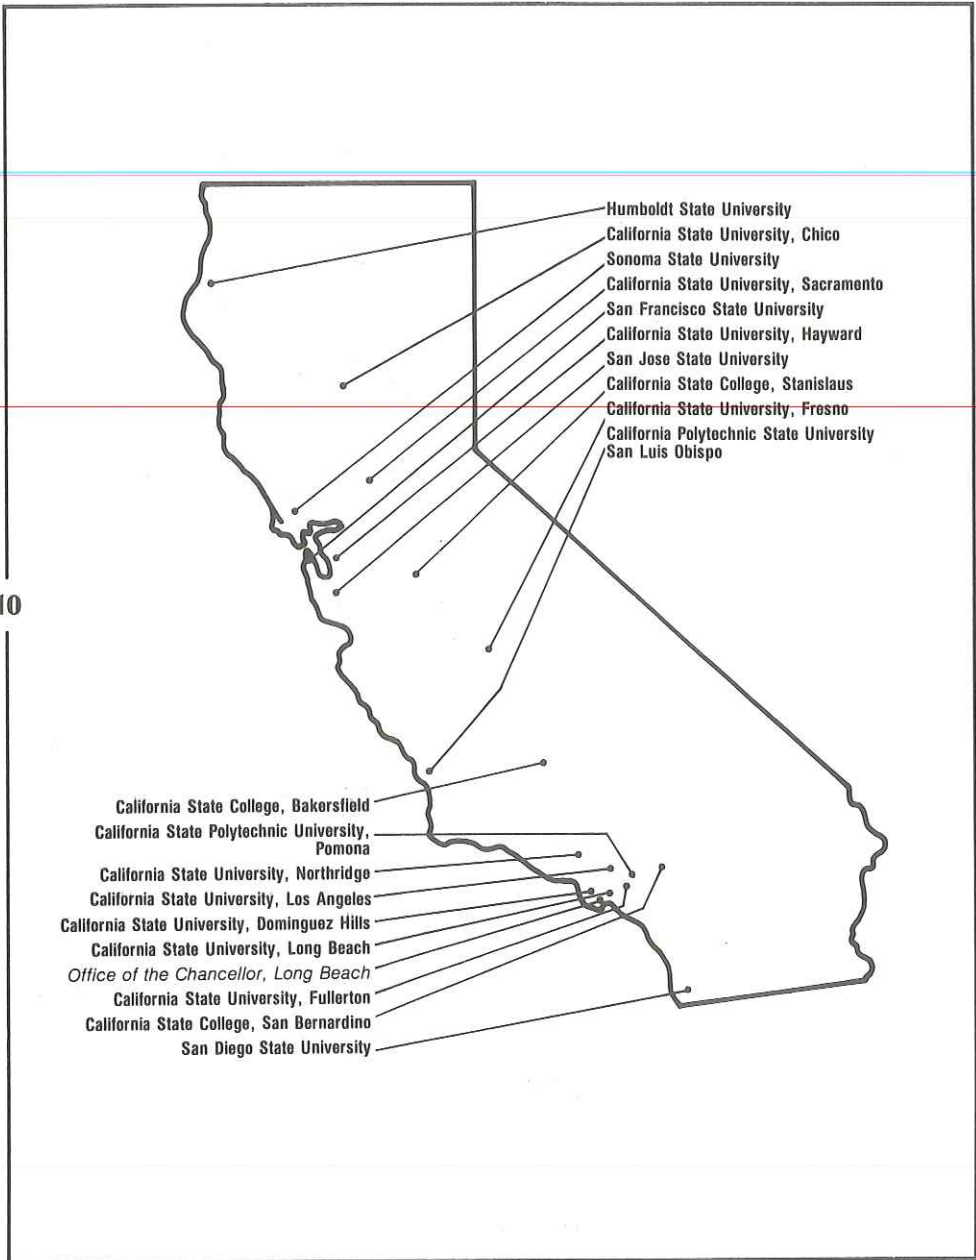 Humboldt State University
California State University, Chico
Sonoma State University
California State University, Sacramento
San Francisco State University
California State University, Hayward
San Jose State University
California State College, Stanislaus
California State University, Fresno
California Polytechnic State University
San Luis Obispo
10
California State College, Bakersfield
California State Polytechnic University,
Pomona
California State University, Northridge
California State University, Los Angeles
California State University, Dominguez Hills
California State University, Long Beach
Office of the Chancellor, Long Beach
California State University, Fullerton
California State College, San Bernardino
San Diego State University